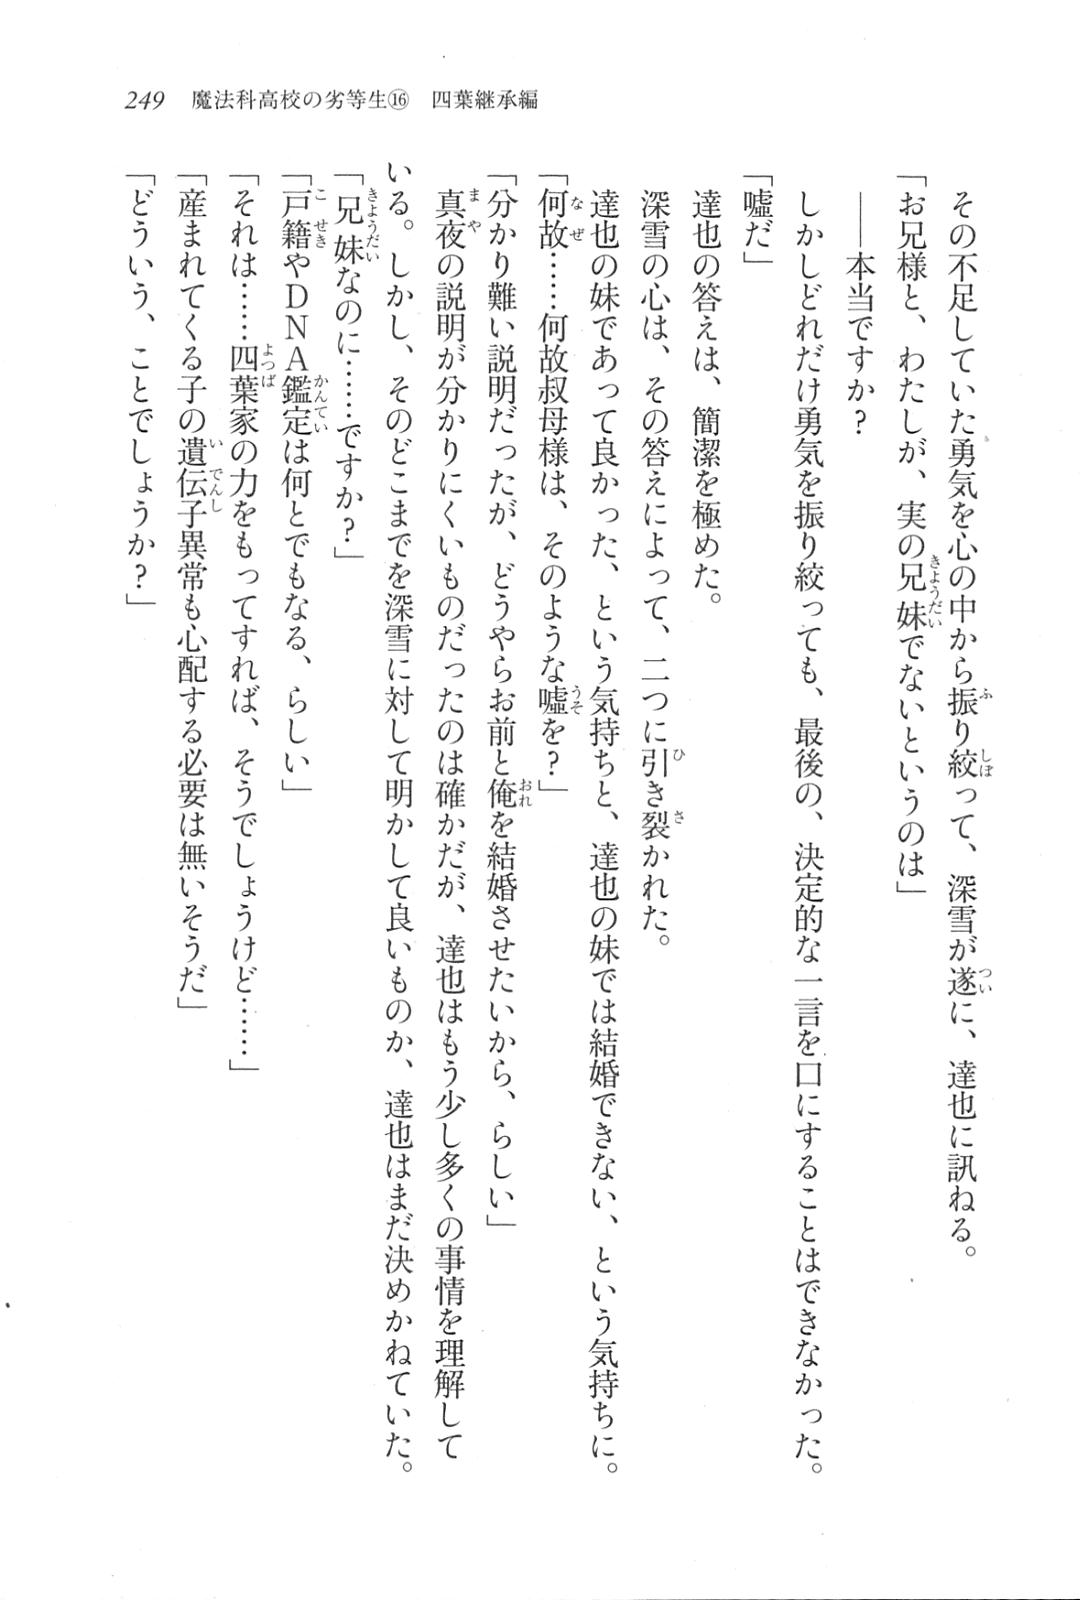 249 魔法科高校の劣等生⑯ 四葉継承編
その不足していた勇気を心の中から振り絞って、深雪が遂に、達也に訊ねる。
「お兄様と、わたしが、実の兄妹でないというのは」
――本当ですか?
しかしどれだけ勇気を振り絞っても、最後の、決定的な一言を口にすることはできなかった。
「嘘だ」
達也の答えは、簡潔を極めた。
深雪の心は、その答えによって、二つに引き裂かれた。
達也の妹であって良かった、という気持ちと、達也の妹では結婚できない、という気持ちに。
「何故……何故叔母様は、そのような嘘を?」
「分かり難い説明だったが、どうやらお前と俺を結婚させたいから、らしい」
真夜の説明が分かりにくいものだったのは確かだが、達也はもう少し多くの事情を理解して
いる。しかし、そのどこまでを深雪に対して明かして良いものか、達也はまだ決めかねていた。
「兄妹なのに……ですか?」
「戸籍やDNA鑑定は何とでもなる、らしい」
「それは……四葉家の力をもってすれば、そうでしょうけど……」
「産まれてくる子の遺伝子異常も心配する必要は無いそうだ」
「どういう、ことでしょうか?」